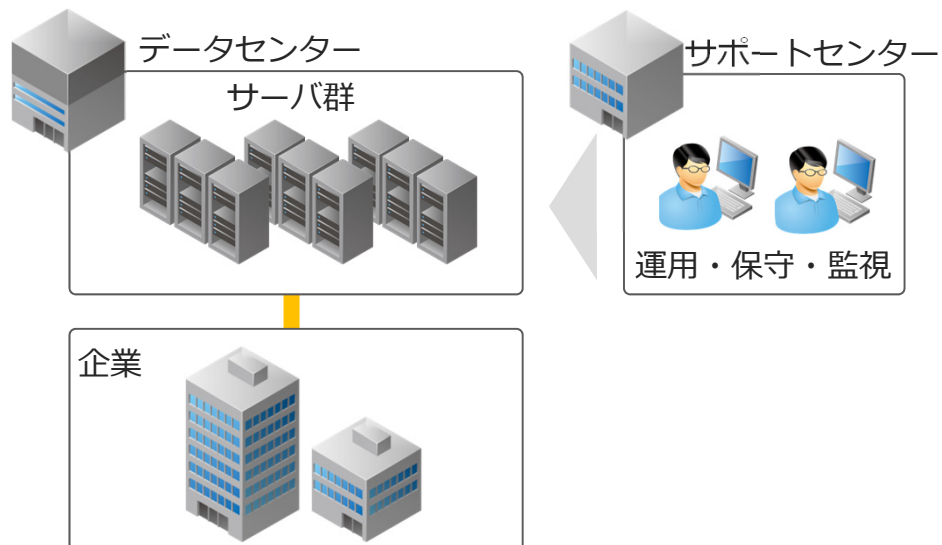 データセンター
サーバ群
サポートセンター
運用・保守・監視
企業